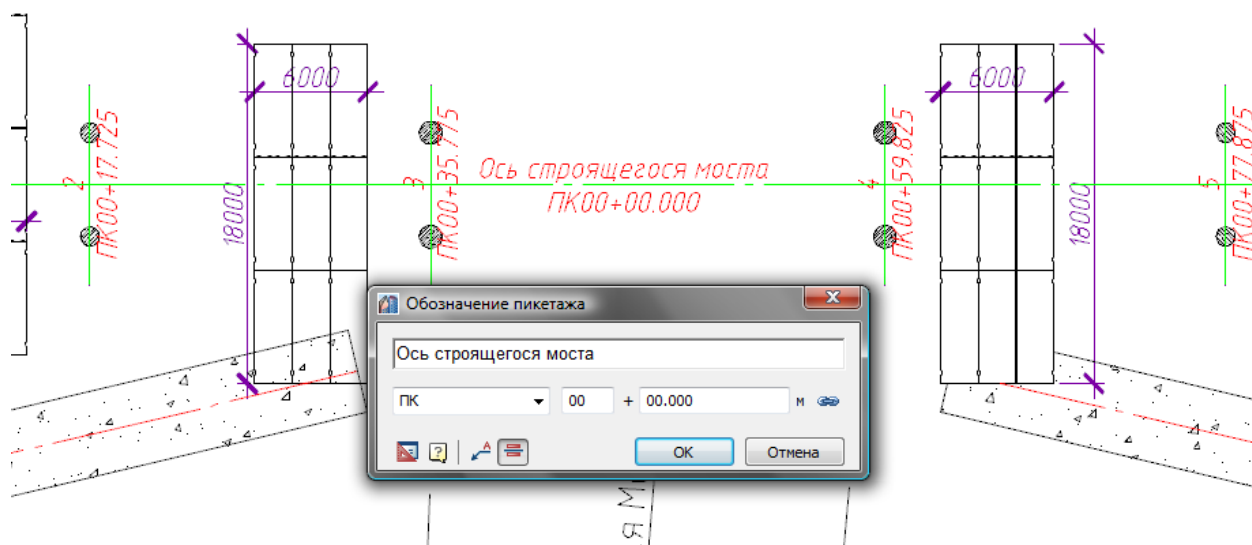 6000
6000
2
ПК00+17.725
18000
3
ПК00+35.775
Ось строящегося моста
ПК00+00.000
4
ПК00+59.825
18000
5
ПК00+77.875
Обозначение пикетажа
Ось строящегося моста
ПК 00 + 00.000 м
ОК Отмена